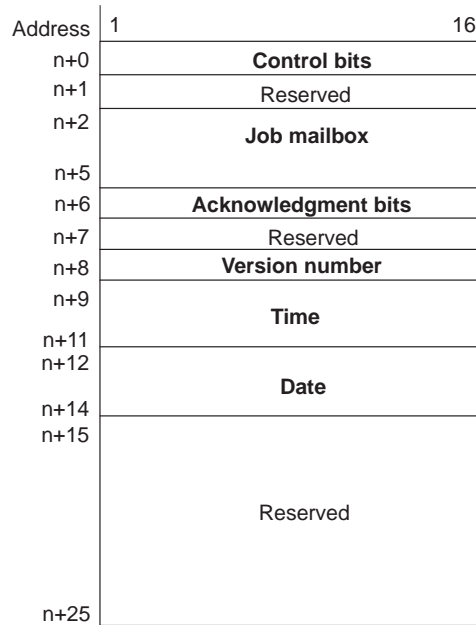 Address 1 16
n+0 Control bits
n+1 Reserved
n+2
Job mailbox
n+5
n+6 Acknowledgment bits
n+7 Reserved
n+8 Version number
n+9
Time
n+11
n+12
Date
n+14
n+15
Reserved
n+25